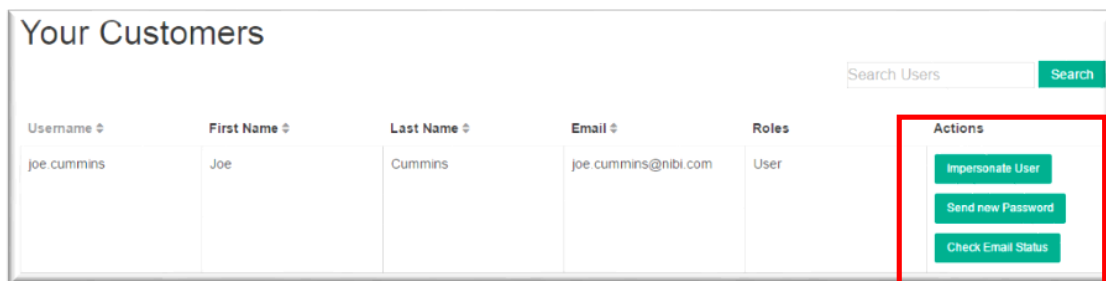 Your Customers
Search Users Search
Username First Name Last Name Email Roles Actions
joe.cummins Joe Cummins joe.cummins@nibi.com User Impersonate User
Send new Password
Check Email Status